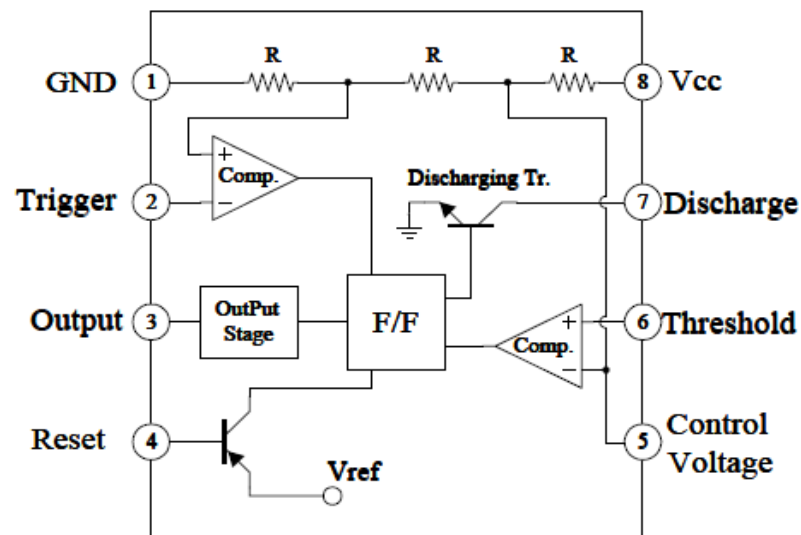 R R R
GND 1 8 Vcc
+
Comp.
−
Trigger 2
Discharging Tr.
7 Discharge
Output 3
OutPut
Stage
F/F
+
Comp.
−
6 Threshold
Reset 4
Vref
5 Control
Voltage